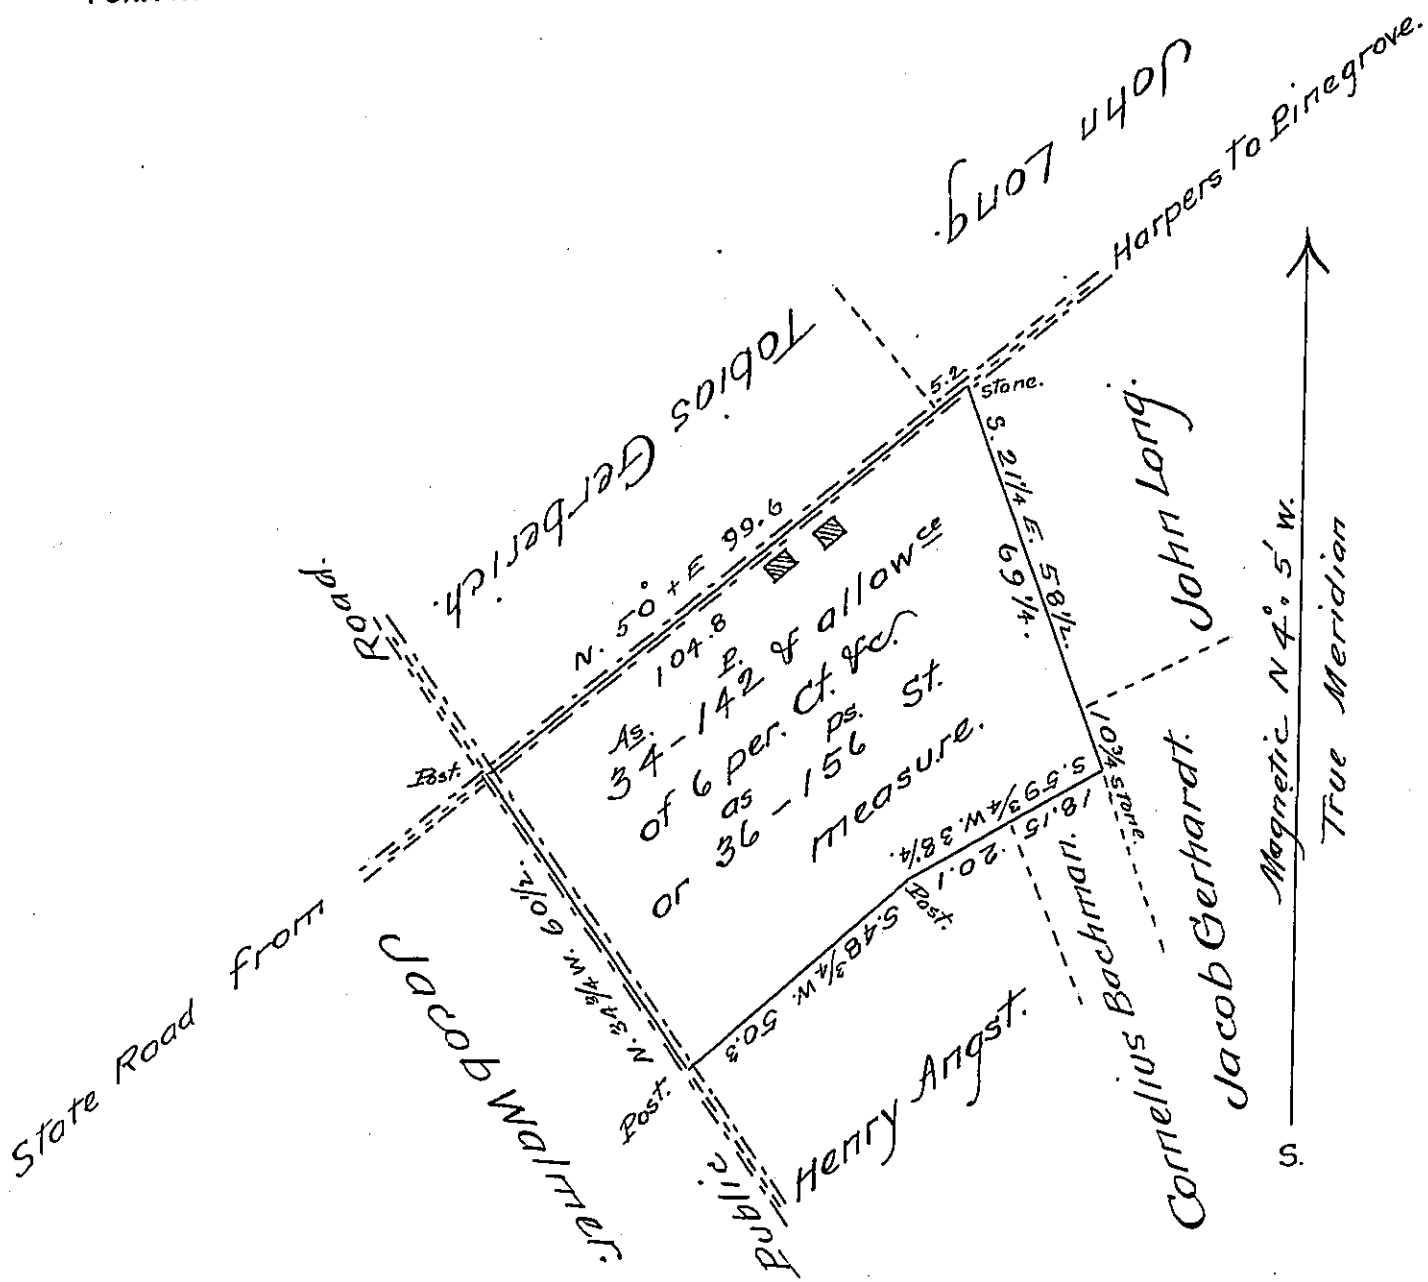 John Long.
Harpers to Pinegrove.
Tobias Gerberich.
5.2
stone.
S. 21¼ E. 58½.
69¼.
John Long.
N. 50° + E 99.6
104.8
Road.
Post.
As. P.
34 - 142 & allowce
of 6 per. Ct. &c.
as ps.
or 36 - 156 St.
measure.
10¾
stone.
S. 59¾ W. 38¼.
18.15
20.1
Post.
S. 48¾ W.
50.3
N. 34¾ W. 60½.
Post.
State Road from
Jacob Walmer.
Public
Henry Angst.
Cornelius Bachman.
Jacob Gerhardt.
Magnetic N 4°. 5' W.
True Meridian
S.